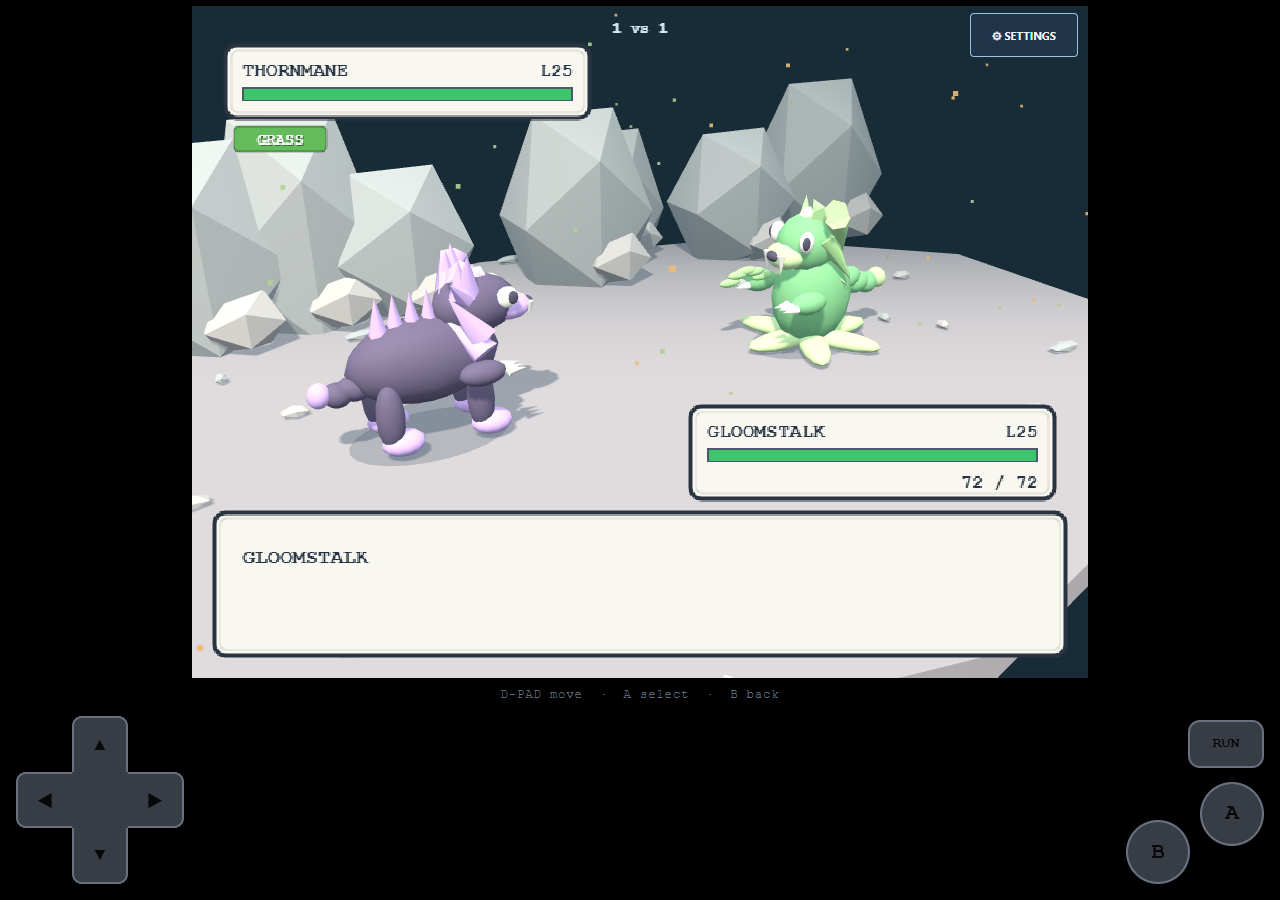 1 vs 1
⚙ SETTINGS
THORNMANE L25
GRASS
GLOOMSTALK L25
72 / 72
GLOOMSTALK
D-PAD move · A select · B back
▲
◀ ▶
▼
RUN
A
B